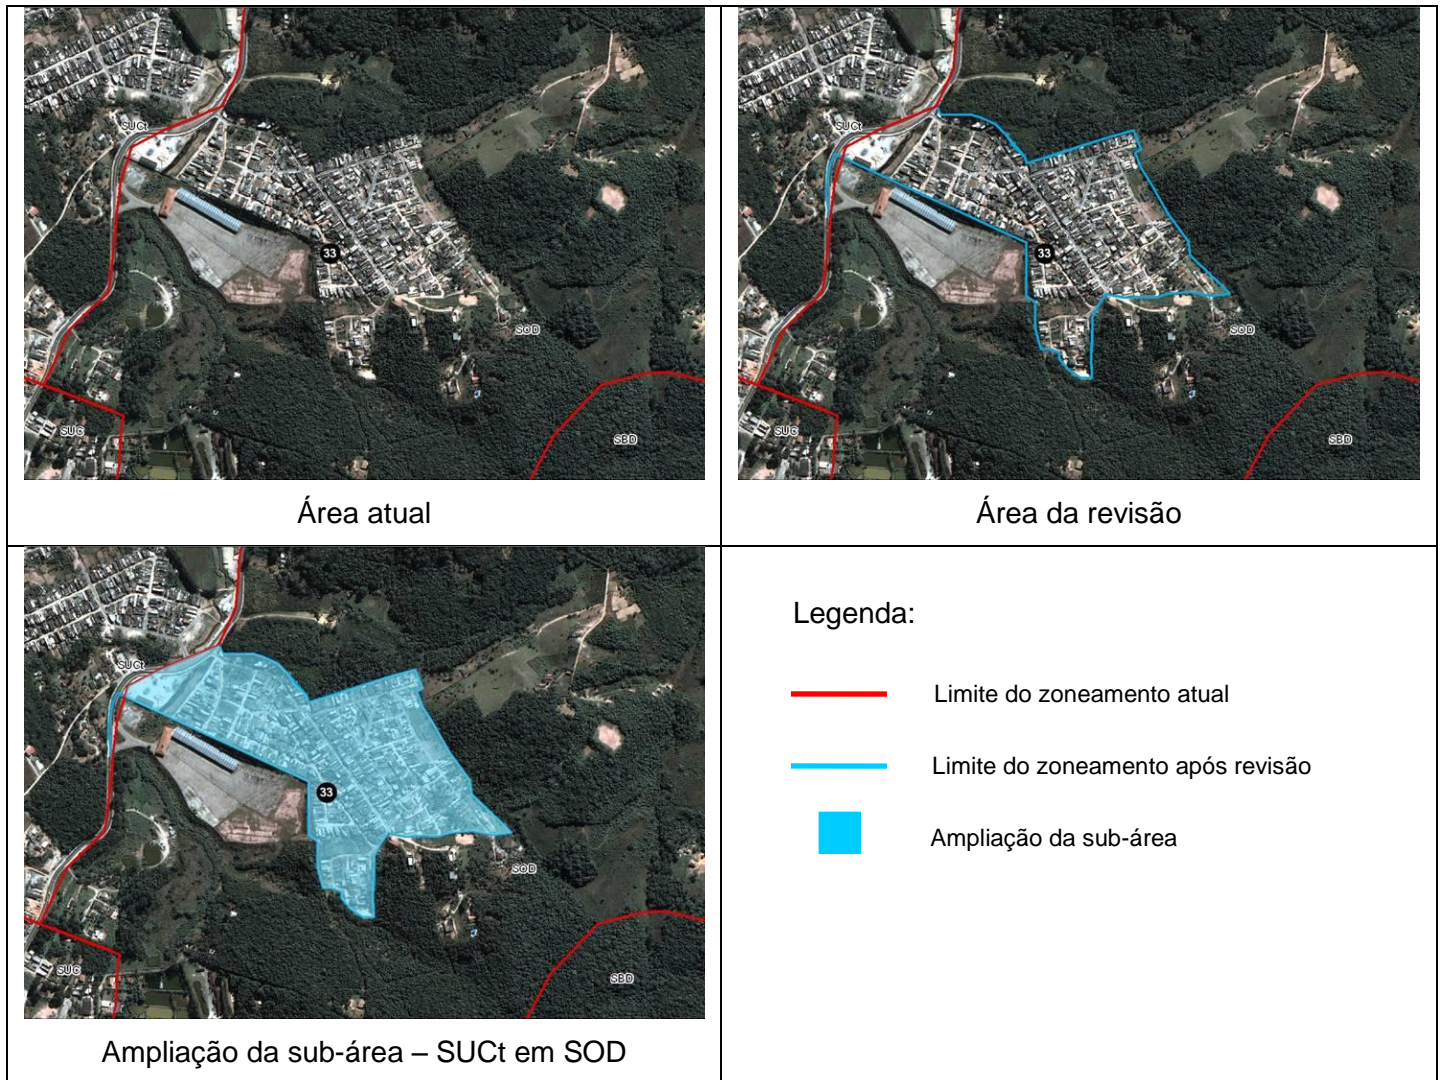 SUCt
33
SOD
SUC
SBD
Área atual
SUCt
33
SOD
SUC
SBD
Área da revisão
SUCt
33
SOD
SUC
SBD
Ampliação da sub-área – SUCt em SOD
Legenda:
Limite do zoneamento atual
Limite do zoneamento após revisão
Ampliação da sub-área